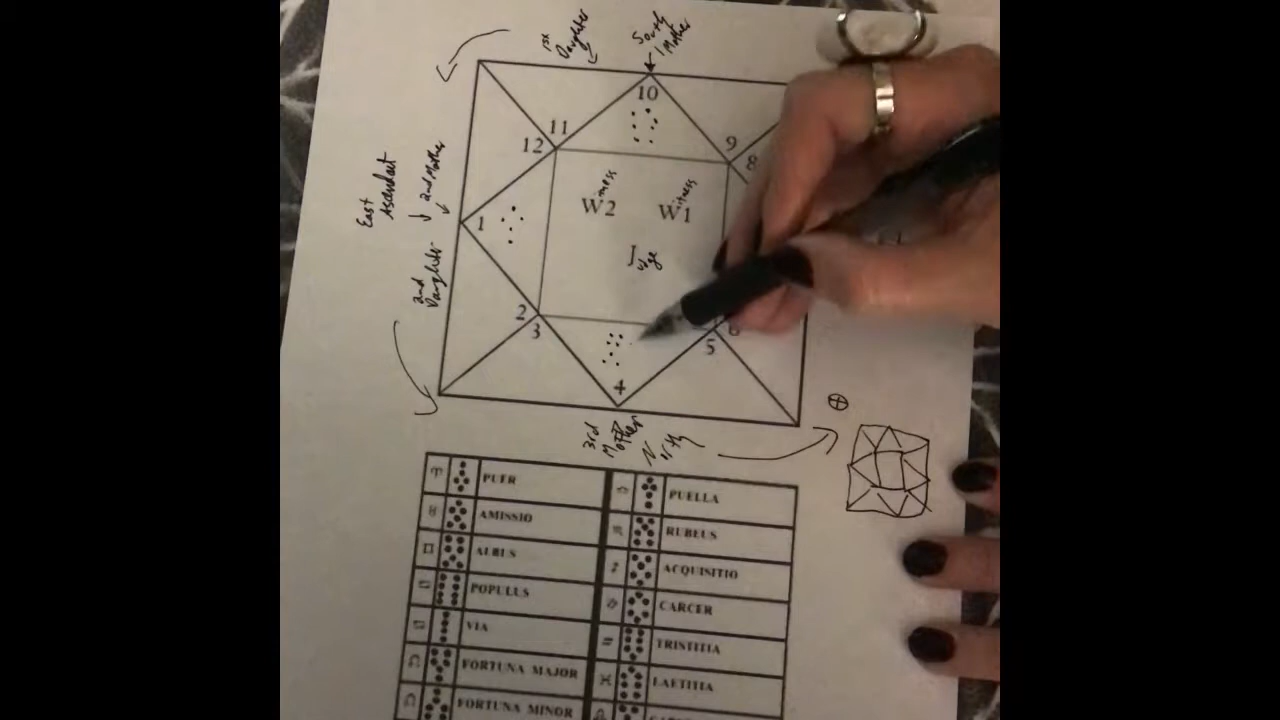 1st
Daughter
South
1 Mother
10
11
12
9
8
East
Ascendant
2nd Mother
Witness
W2
Witness
W1
1
Judge
2nd
Daughter
2
3
5
6
4
3rd
Mother
North
PUER
PUELLA
AMISSIO
RUBEUS
ALBUS
ACQUISITIO
POPULUS
CARCER
VIA
TRISTITIA
FORTUNA MAJOR
LAETITIA
FORTUNA MINOR